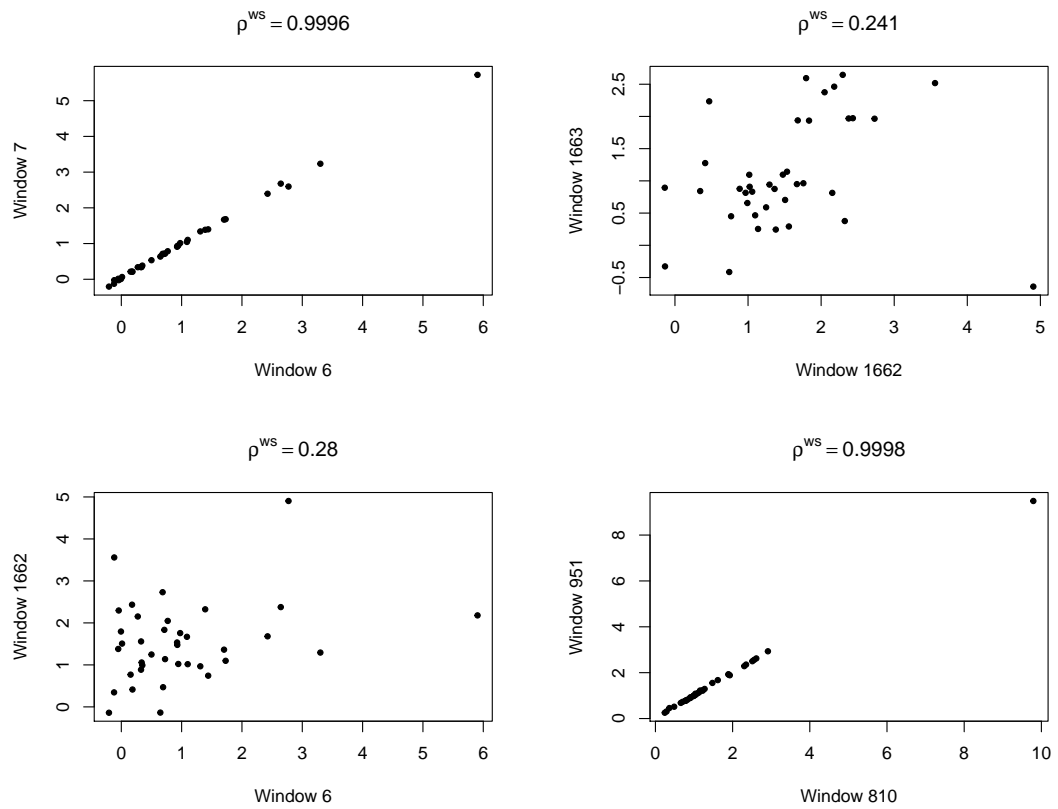 ρ^ws = 0.9996
5
4
3
2
1
0
Window 7
0 1 2 3 4 5 6
Window 6
ρ^ws = 0.241
2.5
1.5
0.5
−0.5
Window 1663
0 1 2 3 4 5
Window 1662
ρ^ws = 0.28
5
4
3
2
1
0
Window 1662
0 1 2 3 4 5 6
Window 6
ρ^ws = 0.9998
8
6
4
2
0
Window 951
0 2 4 6 8 10
Window 810